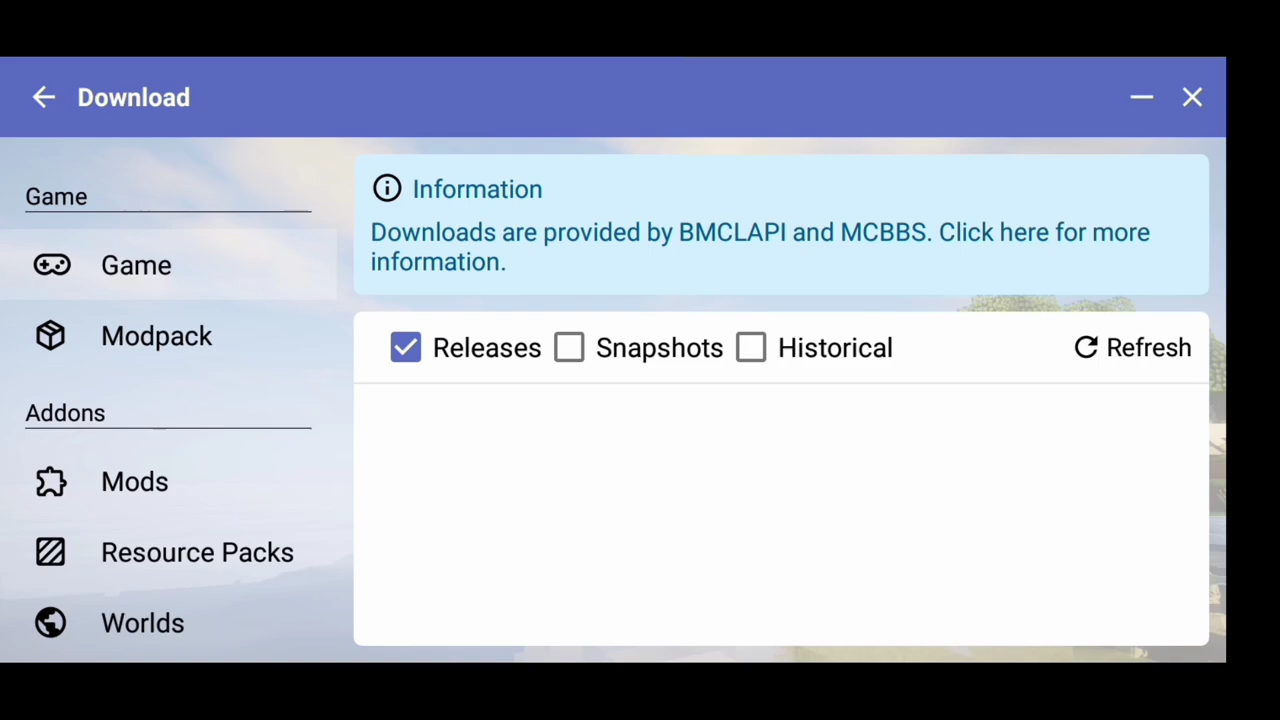 Download
Game
Game
Modpack
Addons
Mods
Resource Packs
Worlds
Information
Downloads are provided by BMCLAPI and MCBBS. Click here for more
information.
Releases
Snapshots
Historical
Refresh